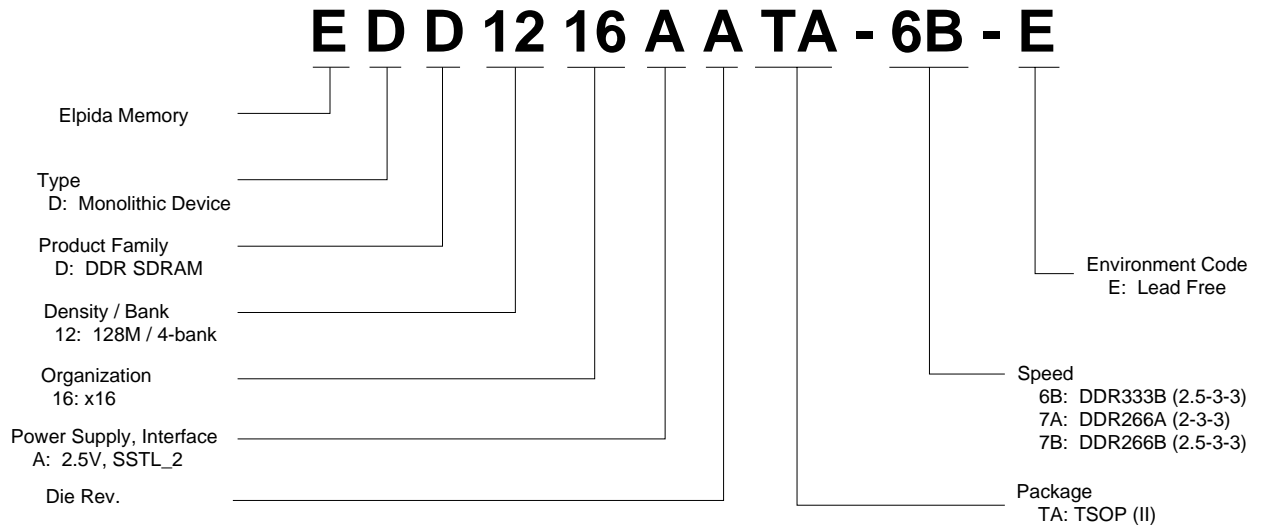 E D D 12 16 A A TA - 6B - E
Elpida Memory
Type
D: Monolithic Device
Product Family
D: DDR SDRAM
Density / Bank
12: 128M / 4-bank
Organization
16: x16
Power Supply, Interface
A: 2.5V, SSTL_2
Die Rev.
Environment Code
E: Lead Free
Speed
6B: DDR333B (2.5-3-3)
7A: DDR266A (2-3-3)
7B: DDR266B (2.5-3-3)
Package
TA: TSOP (II)